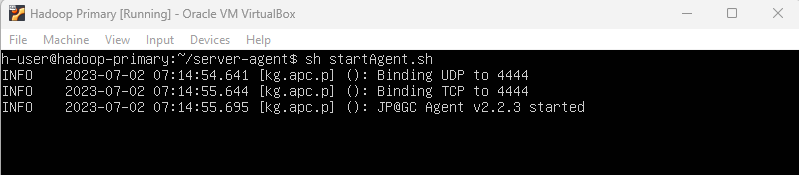 Hadoop Primary [Running] - Oracle VM VirtualBox
File Machine View Input Devices Help
h-user@hadoop-primary:~/server-agent$ sh startAgent.sh
INFO    2023-07-02 07:14:54.641 [kg.apc.p] (): Binding UDP to 4444
INFO    2023-07-02 07:14:55.644 [kg.apc.p] (): Binding TCP to 4444
INFO    2023-07-02 07:14:55.695 [kg.apc.p] (): JP@GC Agent v2.2.3 started